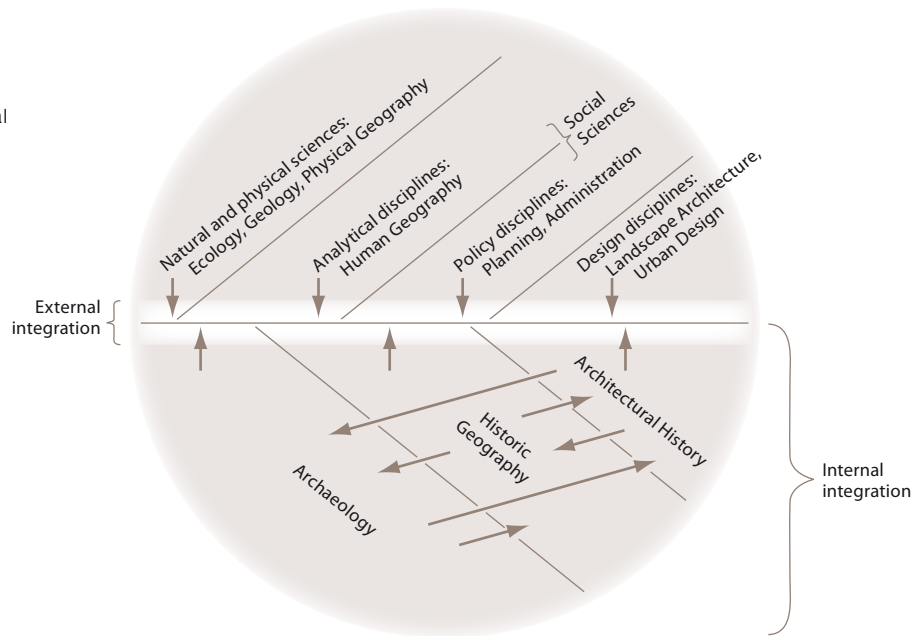 al
Natural and physical sciences:
Ecology, Geology, Physical Geography
Analytical disciplines:
Human Geography
Social
Sciences
Policy disciplines:
Planning, Administration
Design disciplines:
Landscape Architecture,
Urban Design
External
integration
Architectural History
Historic
Geography
Archaeology
Internal
integration